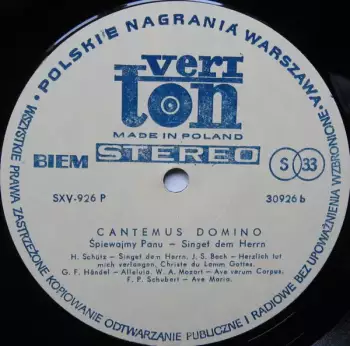 • POLSKIE NAGRANIA WARSZAWA •
veri
ton
MADE IN POLAND
BIEM STEREO S 33
SXV-926 P 30926 b
CANTEMUS DOMINO
Śpiewajmy Panu – Singet dem Herrn
H. Schütz – Singet dem Herrn, J. S. Bach – Herzlich tut
mich verlangen, Christe du Lamm Gottes,
G. F. Händel – Alleluia, W. A. Mozart – Ave verum Corpus,
F. P. Schubert – Ave Maria.
WSZYSTKIE PRAWA ZASTRZEŻONE KOPIOWANIE ODTWARZANIE PUBLICZNE I RADIOWE BEZ UPOWAŻNIENIA WZBRONIONE